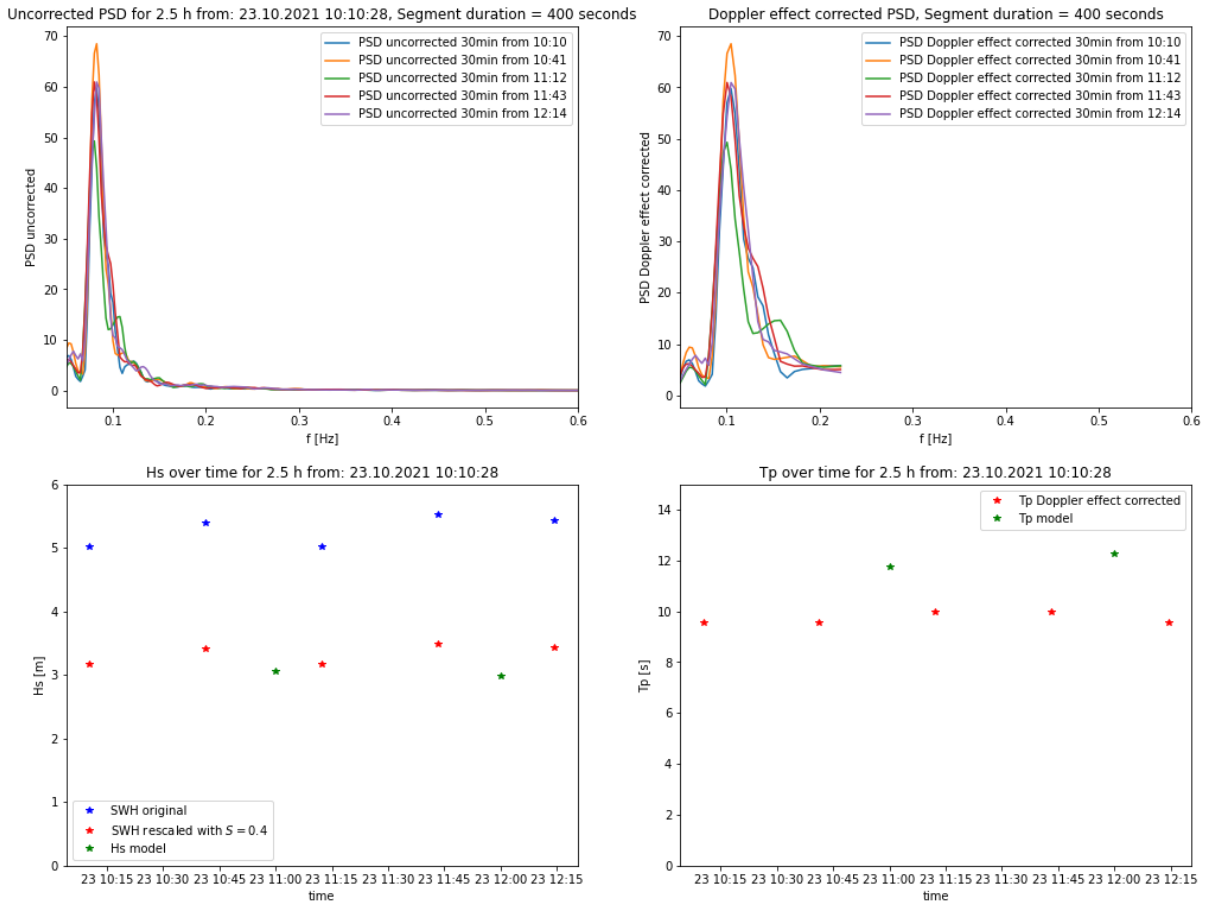 Uncorrected PSD for 2.5 h from: 23.10.2021 10:10:28, Segment duration = 400 seconds
70
60
50
40
30
20
10
0
PSD uncorrected
PSD uncorrected 30min from 10:10
PSD uncorrected 30min from 10:41
PSD uncorrected 30min from 11:12
PSD uncorrected 30min from 11:43
PSD uncorrected 30min from 12:14
0.1 0.2 0.3 0.4 0.5 0.6
f [Hz]
Doppler effect corrected PSD, Segment duration = 400 seconds
70
60
50
40
30
20
10
0
PSD Doppler effect corrected
PSD Doppler effect corrected 30min from 10:10
PSD Doppler effect corrected 30min from 10:41
PSD Doppler effect corrected 30min from 11:12
PSD Doppler effect corrected 30min from 11:43
PSD Doppler effect corrected 30min from 12:14
0.1 0.2 0.3 0.4 0.5 0.6
f [Hz]
Hs over time for 2.5 h from: 23.10.2021 10:10:28
6
5
4
3
2
1
0
Hs [m]
SWH original
SWH rescaled with S = 0.4
Hs model
23 10:15 23 10:30 23 10:45 23 11:00 23 11:15 23 11:30 23 11:45 23 12:00 23 12:15
time
Tp over time for 2.5 h from: 23.10.2021 10:10:28
14
12
10
8
6
4
2
0
Tp [s]
Tp Doppler effect corrected
Tp model
23 10:15 23 10:30 23 10:45 23 11:00 23 11:15 23 11:30 23 11:45 23 12:00 23 12:15
time